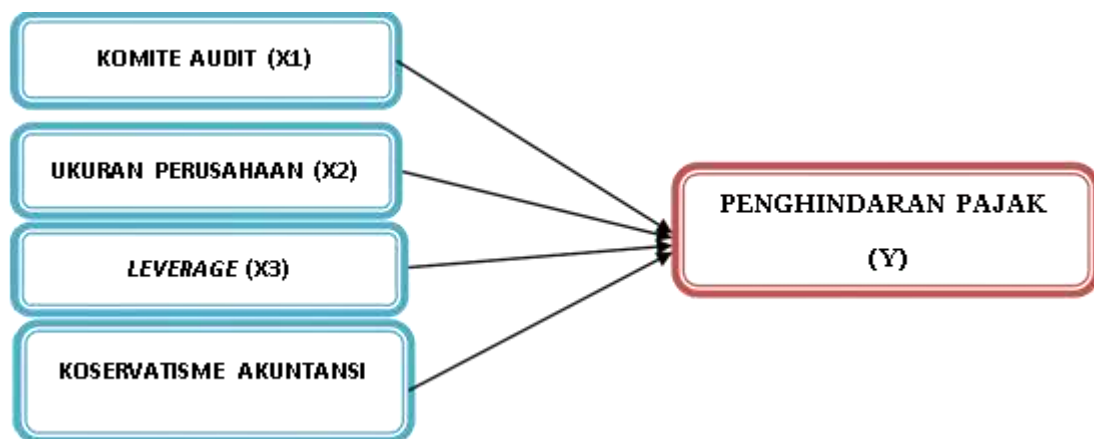 KOMITE AUDIT (X1)
UKURAN PERUSAHAAN (X2)
LEVERAGE (X3)
KOSERVATISME AKUNTANSI
PENGHINDARAN PAJAK
(Y)